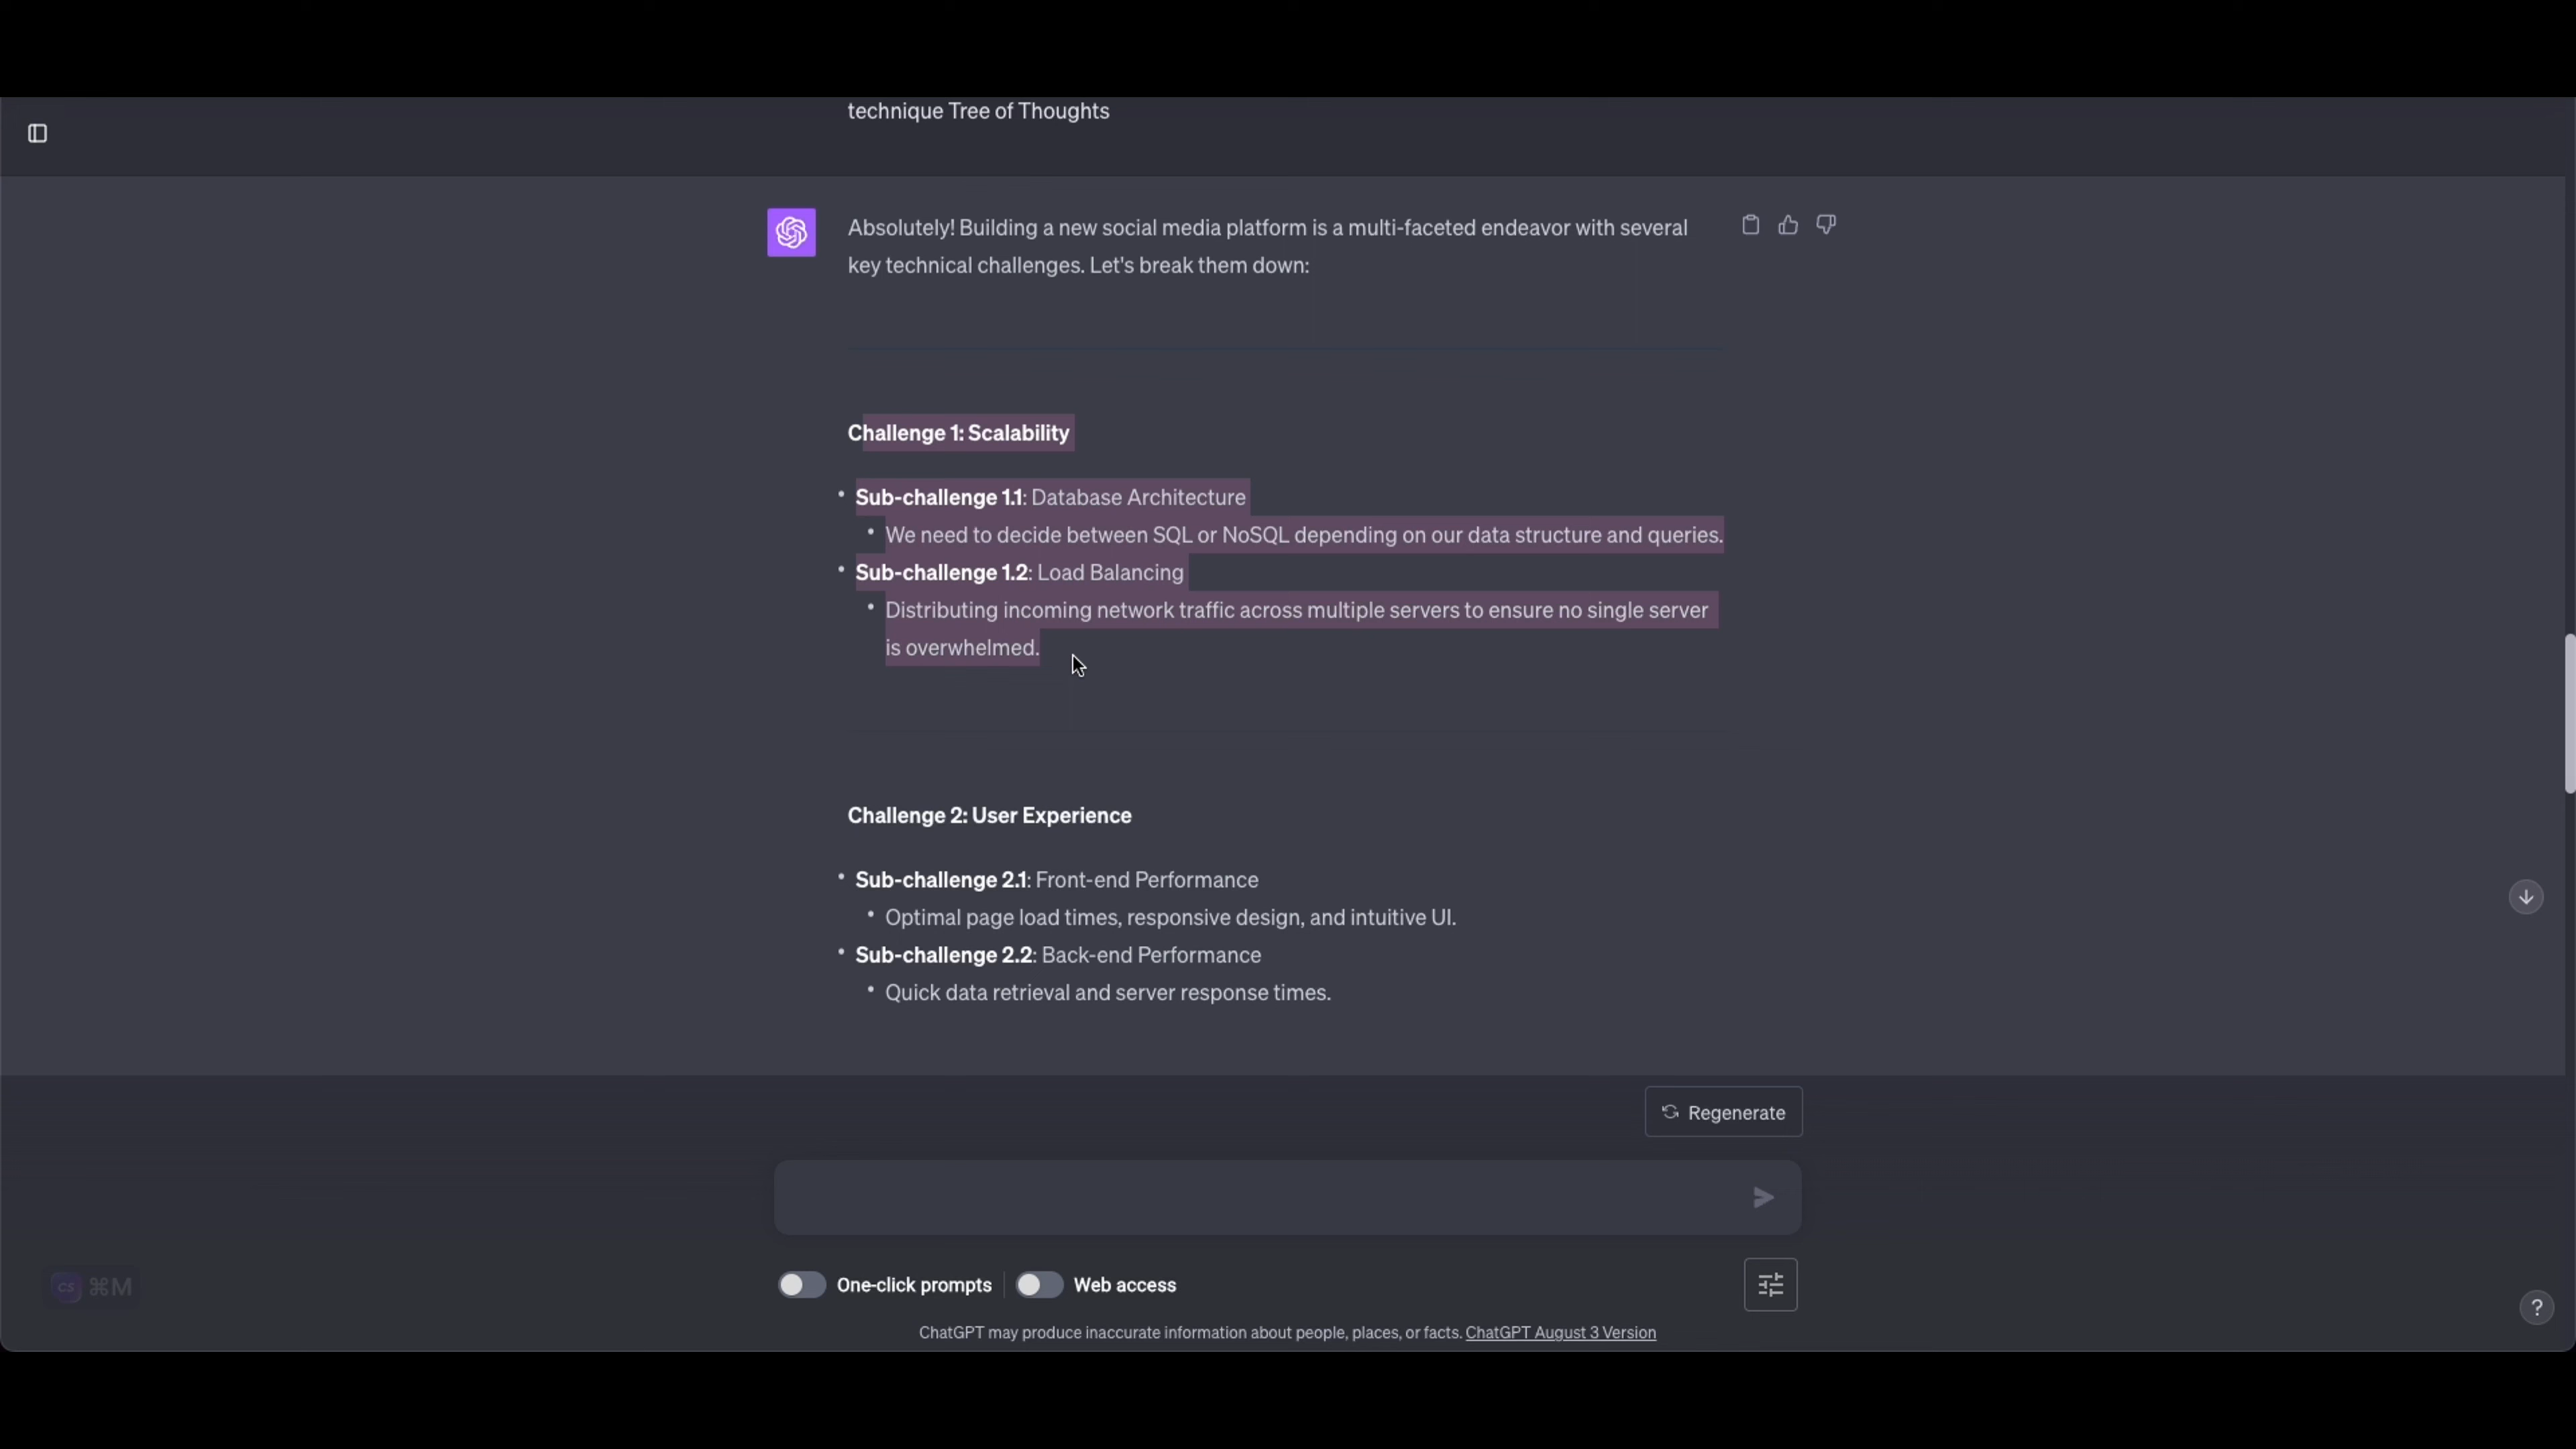 technique Tree of Thoughts
Absolutely! Building a new social media platform is a multi-faceted endeavor with several
key technical challenges. Let's break them down:
Challenge 1: Scalability
• Sub-challenge 1.1: Database Architecture
• We need to decide between SQL or NoSQL depending on our data structure and queries.
• Sub-challenge 1.2: Load Balancing
• Distributing incoming network traffic across multiple servers to ensure no single server
is overwhelmed.
Challenge 2: User Experience
• Sub-challenge 2.1: Front-end Performance
• Optimal page load times, responsive design, and intuitive UI.
• Sub-challenge 2.2: Back-end Performance
• Quick data retrieval and server response times.
Regenerate
CS ⌘M
One-click prompts Web access
?
ChatGPT may produce inaccurate information about people, places, or facts. ChatGPT August 3 Version